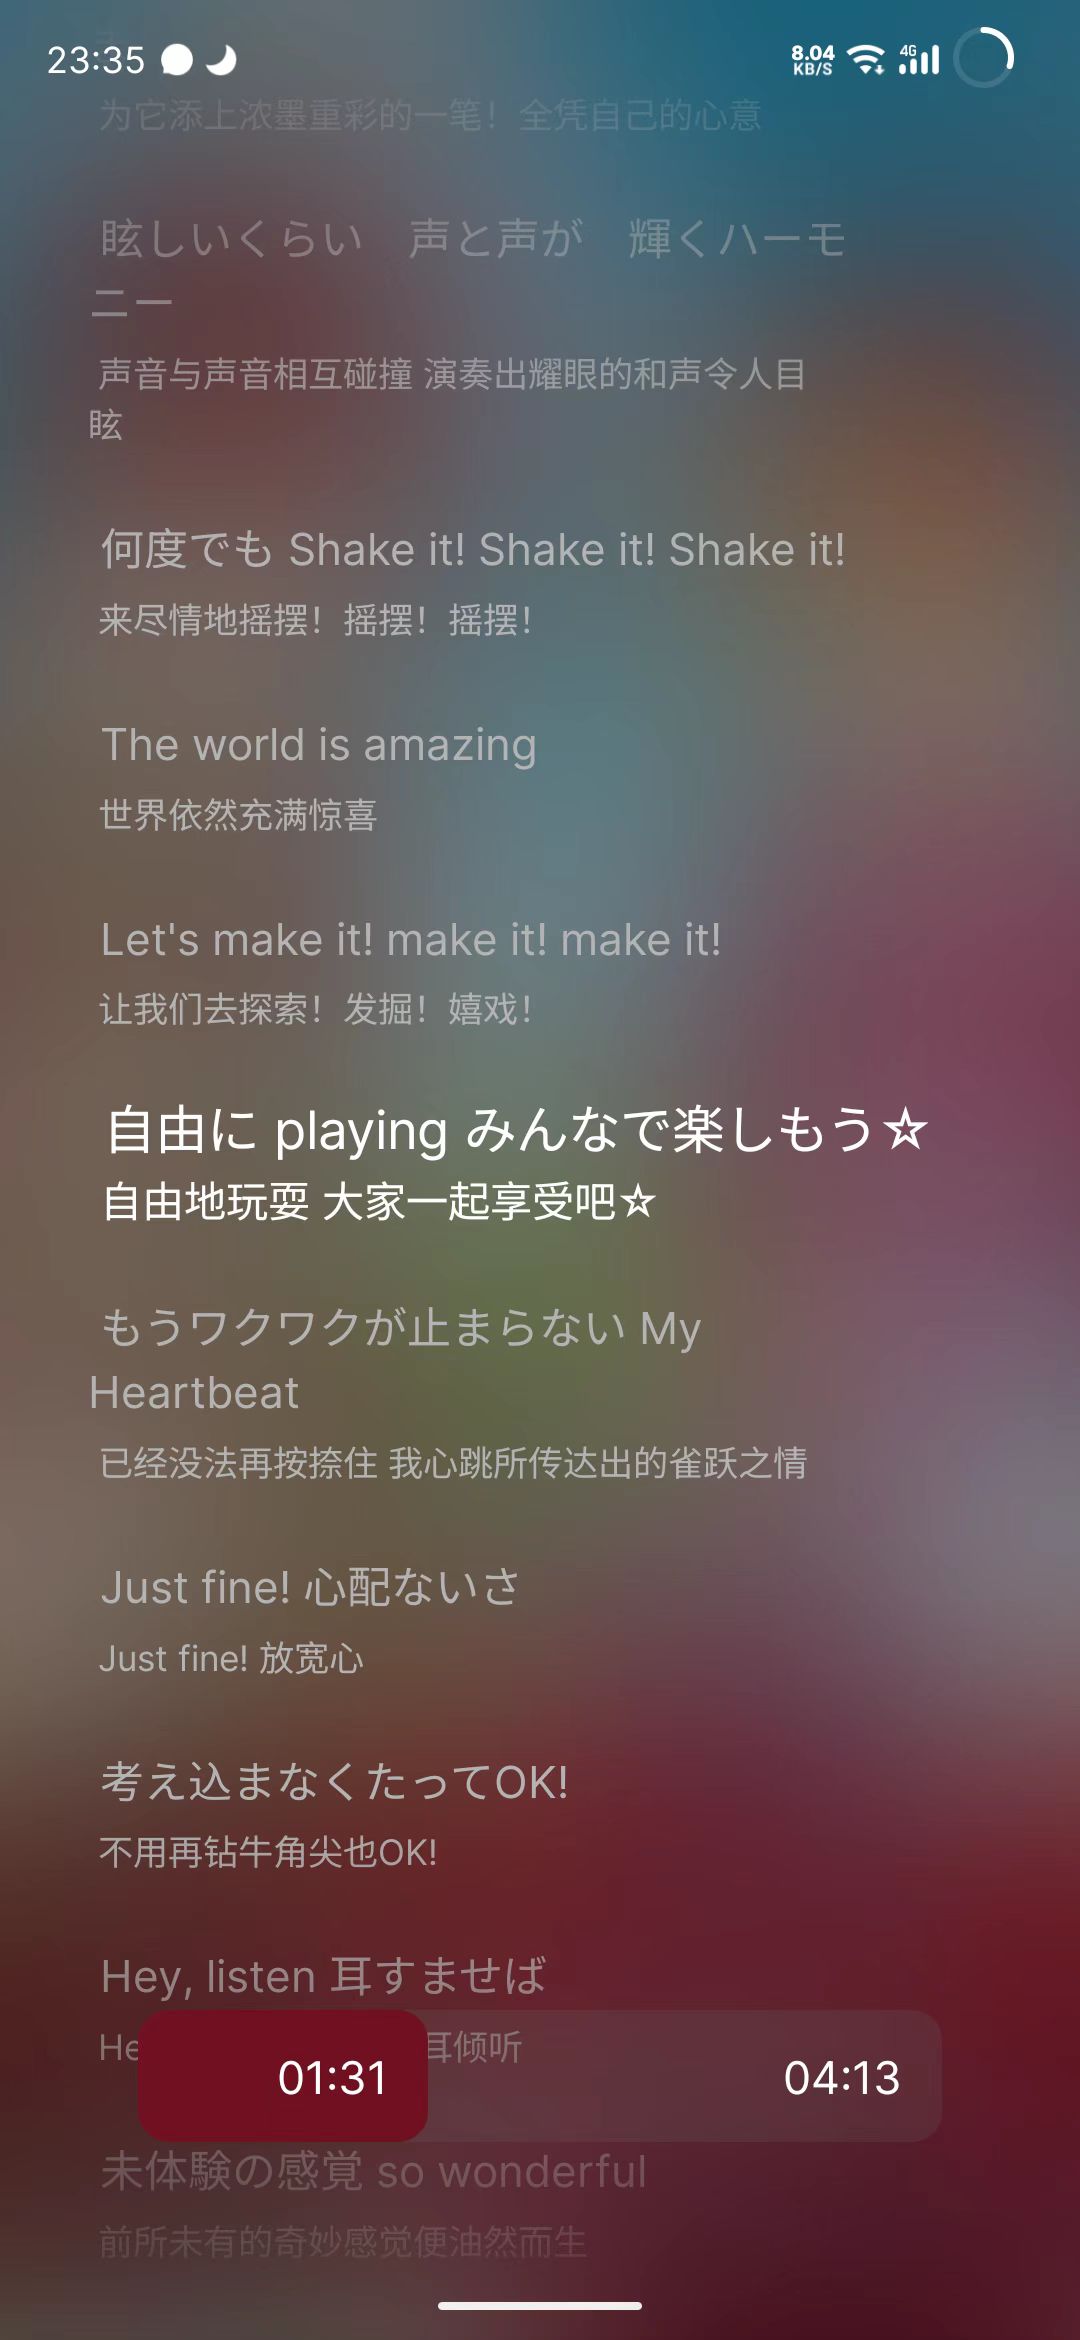 23:35
8.04 KB/S 4G
为它添上浓墨重彩的一笔！全凭自己的心意
眩しいくらい　声と声が　輝くハーモ
ニー
声音与声音相互碰撞 演奏出耀眼的和声令人目
眩
何度でも Shake it! Shake it! Shake it!
来尽情地摇摆！摇摆！摇摆！
The world is amazing
世界依然充满惊喜
Let's make it! make it! make it!
让我们去探索！发掘！嬉戏！
自由に playing みんなで楽しもう☆
自由地玩耍 大家一起享受吧☆
もうワクワクが止まらない My
Heartbeat
已经没法再按捺住 我心跳所传达出的雀跃之情
Just fine! 心配ないさ
Just fine! 放宽心
考え込まなくたってOK!
不用再钻牛角尖也OK!
Hey, listen 耳すませば
He 耳倾听
01:31 04:13
未体験の感覚 so wonderful
前所未有的奇妙感觉便油然而生